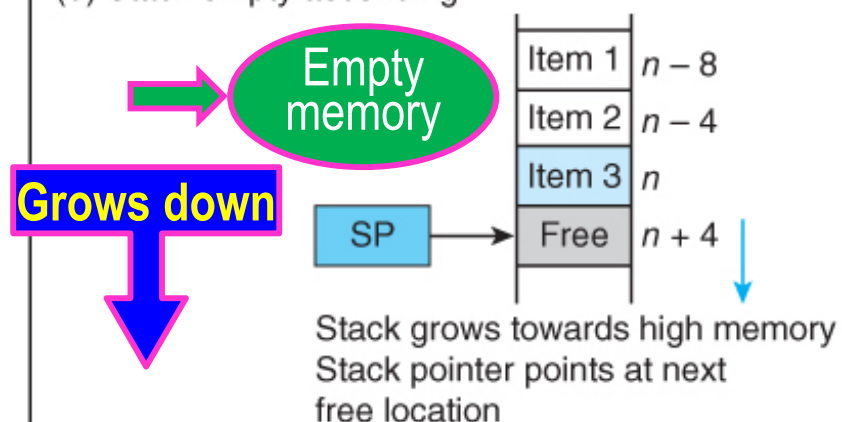 Empty
memory
Grows down
Item 1 n – 8
Item 2 n – 4
Item 3 n
SP Free n + 4
Stack grows towards high memory
Stack pointer points at next
free location